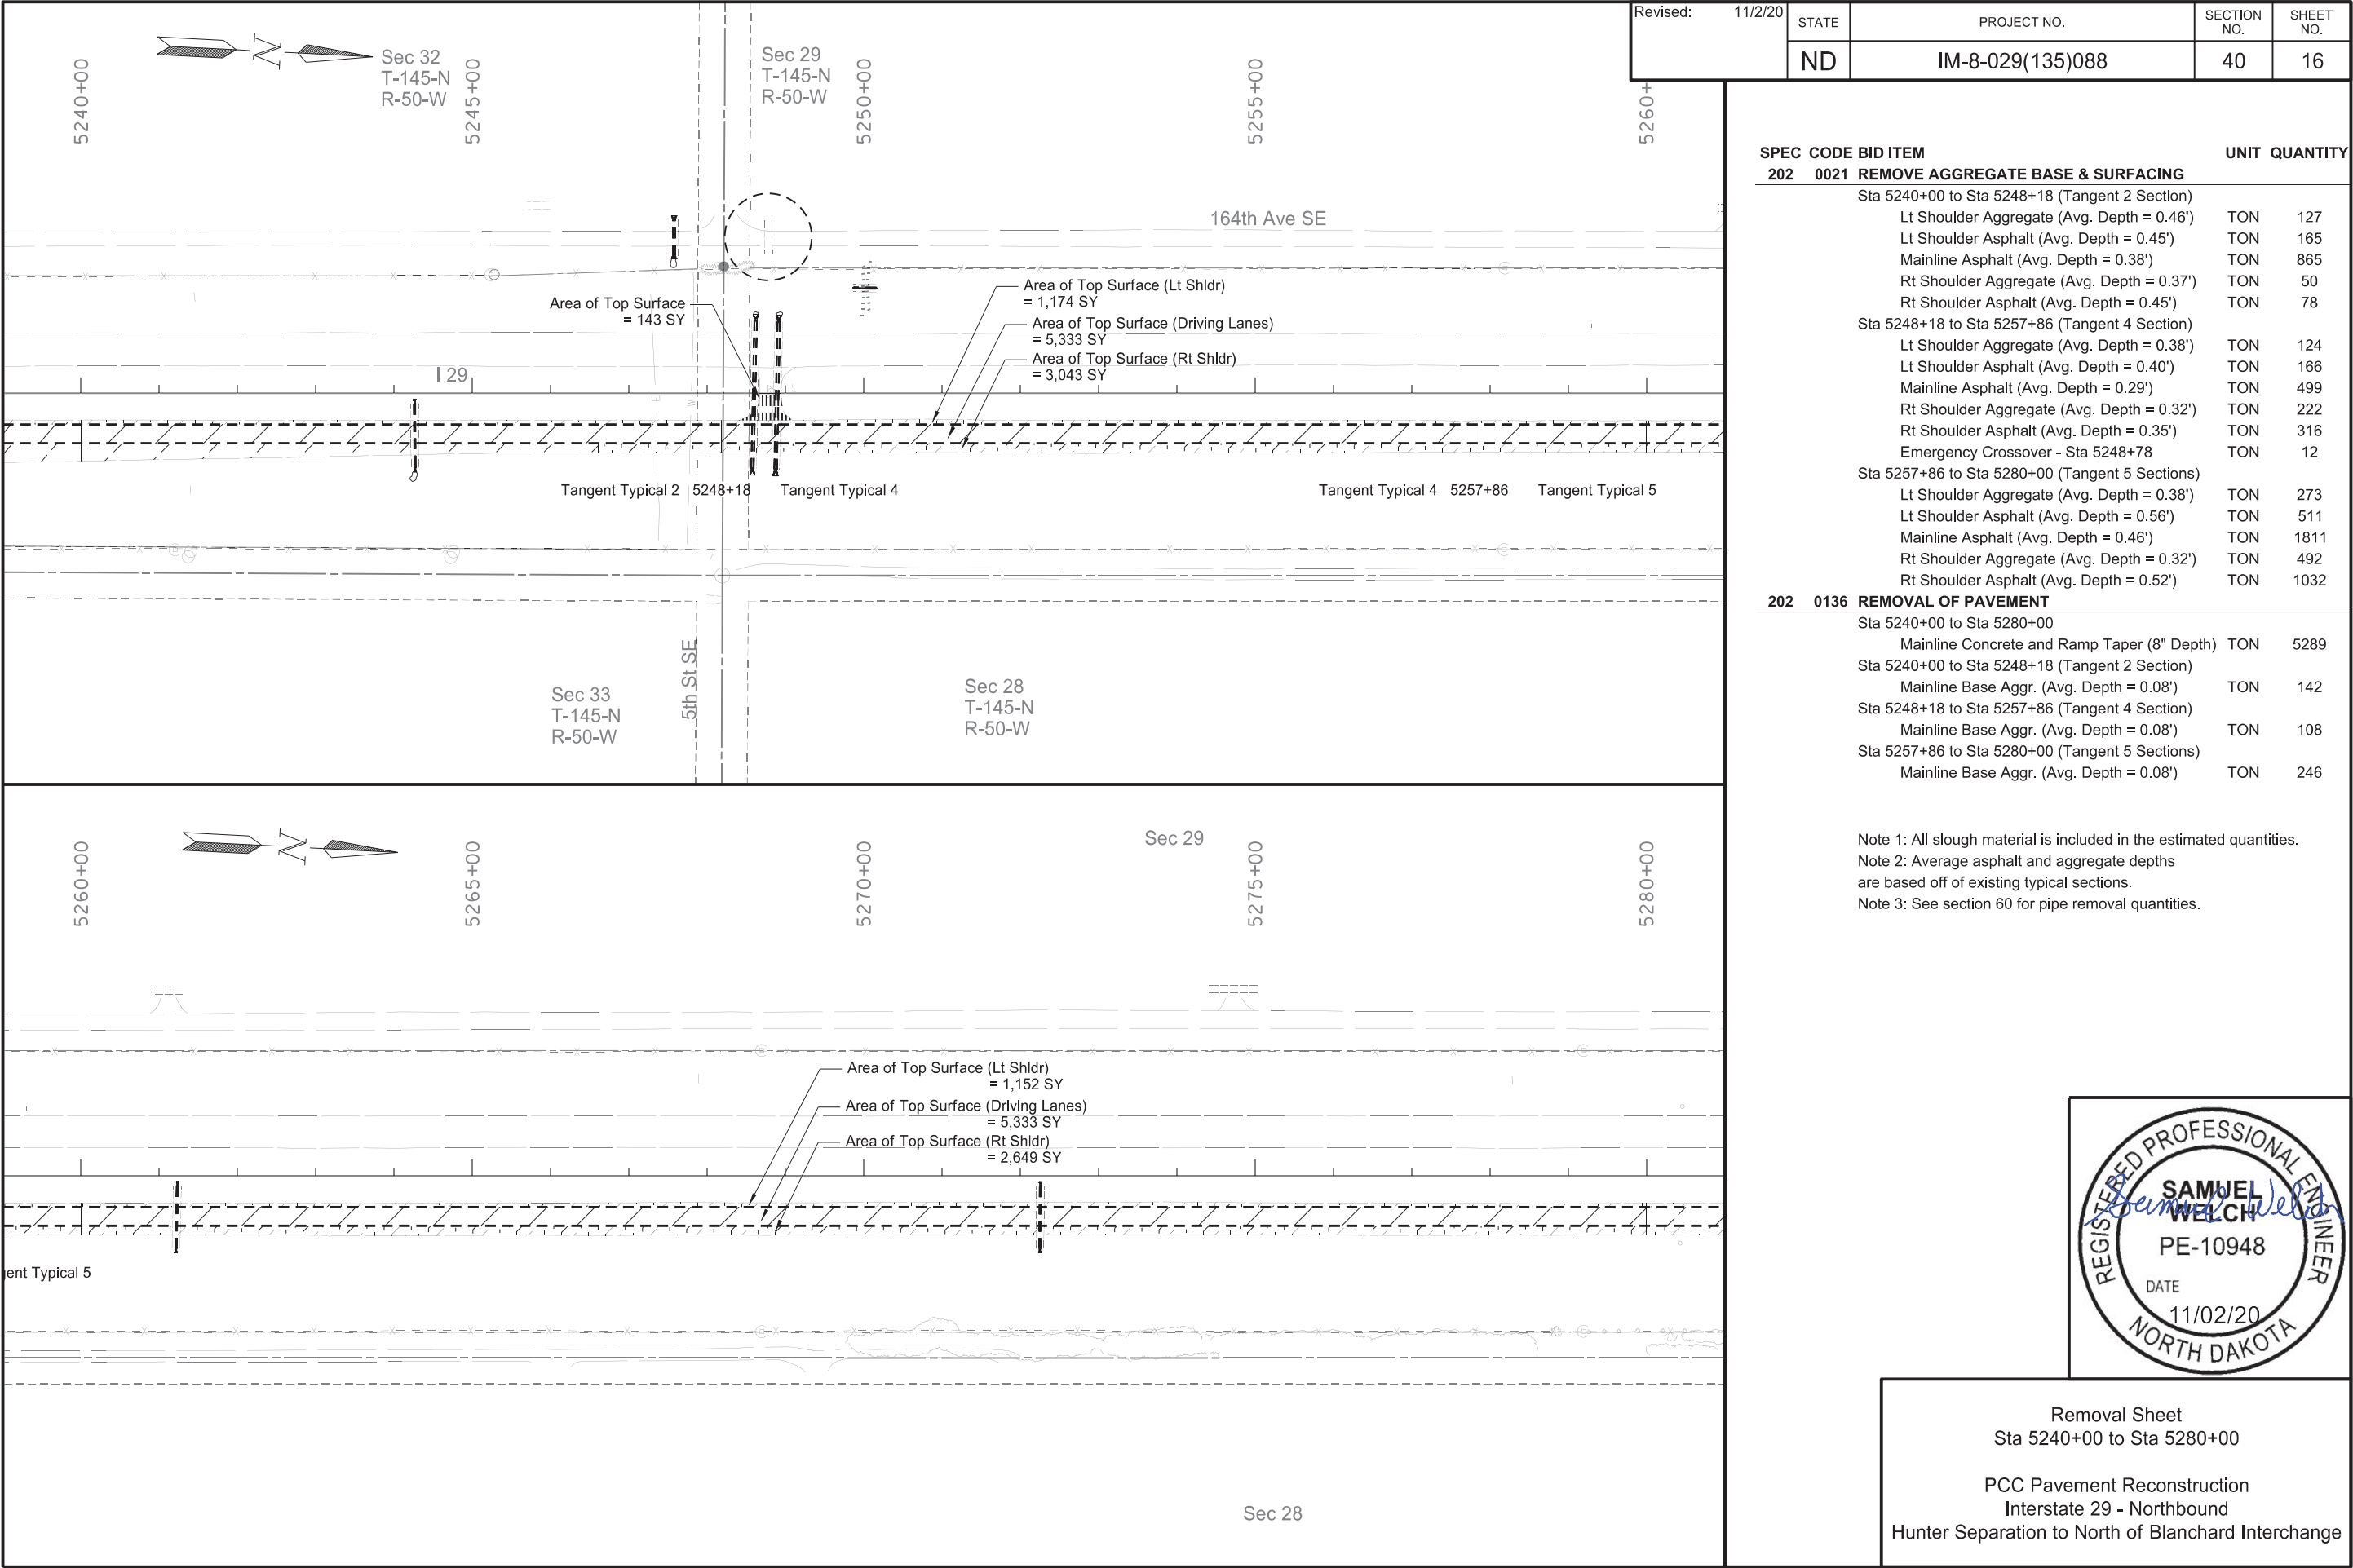 Revised: 11/2/20
STATE PROJECT NO. SECTION NO. SHEET NO.
ND IM-8-029(135)088 40 16
5240+00
Sec 32
T-145-N
R-50-W
5245+00
Sec 29
T-145-N
R-50-W
5250+00
5255+00
5260+
N
164th Ave SE
Area of Top Surface
= 143 SY
Area of Top Surface (Lt Shldr)
= 1,174 SY
Area of Top Surface (Driving Lanes)
= 5,333 SY
Area of Top Surface (Rt Shldr)
= 3,043 SY
I 29
Tangent Typical 2 5248+18 Tangent Typical 4
Tangent Typical 4 5257+86 Tangent Typical 5
5th St SE
Sec 33
T-145-N
R-50-W
Sec 28
T-145-N
R-50-W
N
5260+00
5265+00
5270+00
Sec 29
5275+00
5280+00
Area of Top Surface (Lt Shldr)
= 1,152 SY
Area of Top Surface (Driving Lanes)
= 5,333 SY
Area of Top Surface (Rt Shldr)
= 2,649 SY
ent Typical 5
Sec 28
SPEC CODE BID ITEM UNIT QUANTITY
202 0021 REMOVE AGGREGATE BASE & SURFACING
Sta 5240+00 to Sta 5248+18 (Tangent 2 Section)
Lt Shoulder Aggregate (Avg. Depth = 0.46') TON 127
Lt Shoulder Asphalt (Avg. Depth = 0.45') TON 165
Mainline Asphalt (Avg. Depth = 0.38') TON 865
Rt Shoulder Aggregate (Avg. Depth = 0.37') TON 50
Rt Shoulder Asphalt (Avg. Depth = 0.45') TON 78
Sta 5248+18 to Sta 5257+86 (Tangent 4 Section)
Lt Shoulder Aggregate (Avg. Depth = 0.38') TON 124
Lt Shoulder Asphalt (Avg. Depth = 0.40') TON 166
Mainline Asphalt (Avg. Depth = 0.29') TON 499
Rt Shoulder Aggregate (Avg. Depth = 0.32') TON 222
Rt Shoulder Asphalt (Avg. Depth = 0.35') TON 316
Emergency Crossover - Sta 5248+78 TON 12
Sta 5257+86 to Sta 5280+00 (Tangent 5 Sections)
Lt Shoulder Aggregate (Avg. Depth = 0.38') TON 273
Lt Shoulder Asphalt (Avg. Depth = 0.56') TON 511
Mainline Asphalt (Avg. Depth = 0.46') TON 1811
Rt Shoulder Aggregate (Avg. Depth = 0.32') TON 492
Rt Shoulder Asphalt (Avg. Depth = 0.52') TON 1032
202 0136 REMOVAL OF PAVEMENT
Sta 5240+00 to Sta 5280+00
Mainline Concrete and Ramp Taper (8" Depth) TON 5289
Sta 5240+00 to Sta 5248+18 (Tangent 2 Section)
Mainline Base Aggr. (Avg. Depth = 0.08') TON 142
Sta 5248+18 to Sta 5257+86 (Tangent 4 Section)
Mainline Base Aggr. (Avg. Depth = 0.08') TON 108
Sta 5257+86 to Sta 5280+00 (Tangent 5 Sections)
Mainline Base Aggr. (Avg. Depth = 0.08') TON 246
Note 1: All slough material is included in the estimated quantities.
Note 2: Average asphalt and aggregate depths
are based off of existing typical sections.
Note 3: See section 60 for pipe removal quantities.
REGISTERED PROFESSIONAL ENGINEER
SAMUEL
WELCH
Samuel Welch
PE-10948
DATE
11/02/20
NORTH DAKOTA
Removal Sheet
Sta 5240+00 to Sta 5280+00
PCC Pavement Reconstruction
Interstate 29 - Northbound
Hunter Separation to North of Blanchard Interchange